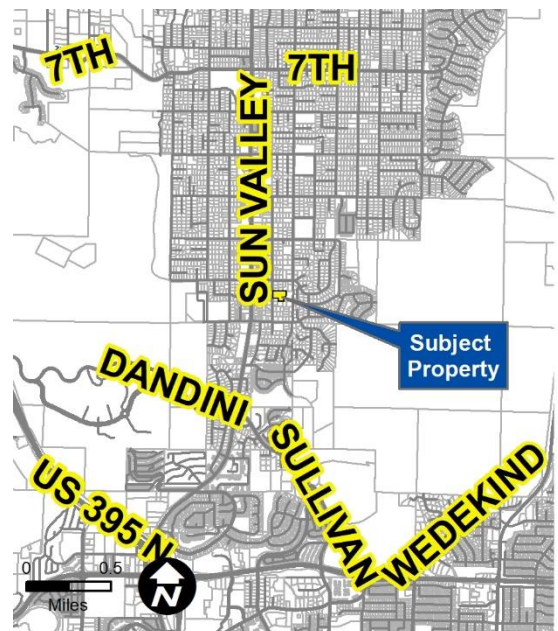 7TH
7TH
SUN VALLEY
Subject
Property
DANDINI
SULLIVAN
WEDEKIND
US 395 N
0 0.5
Miles
N